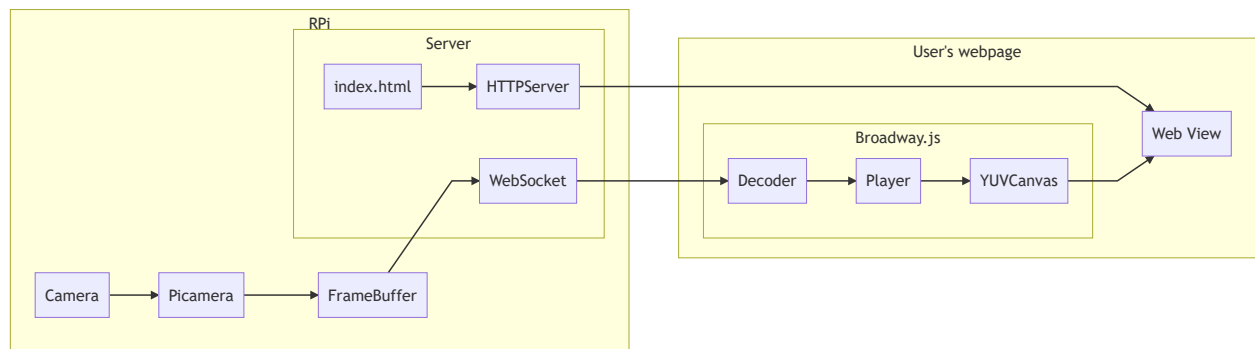 RPi
Server
index.html
HTTPServer
WebSocket
Camera
Picamera
FrameBuffer
User's webpage
Broadway.js
Decoder
Player
YUVCanvas
Web View